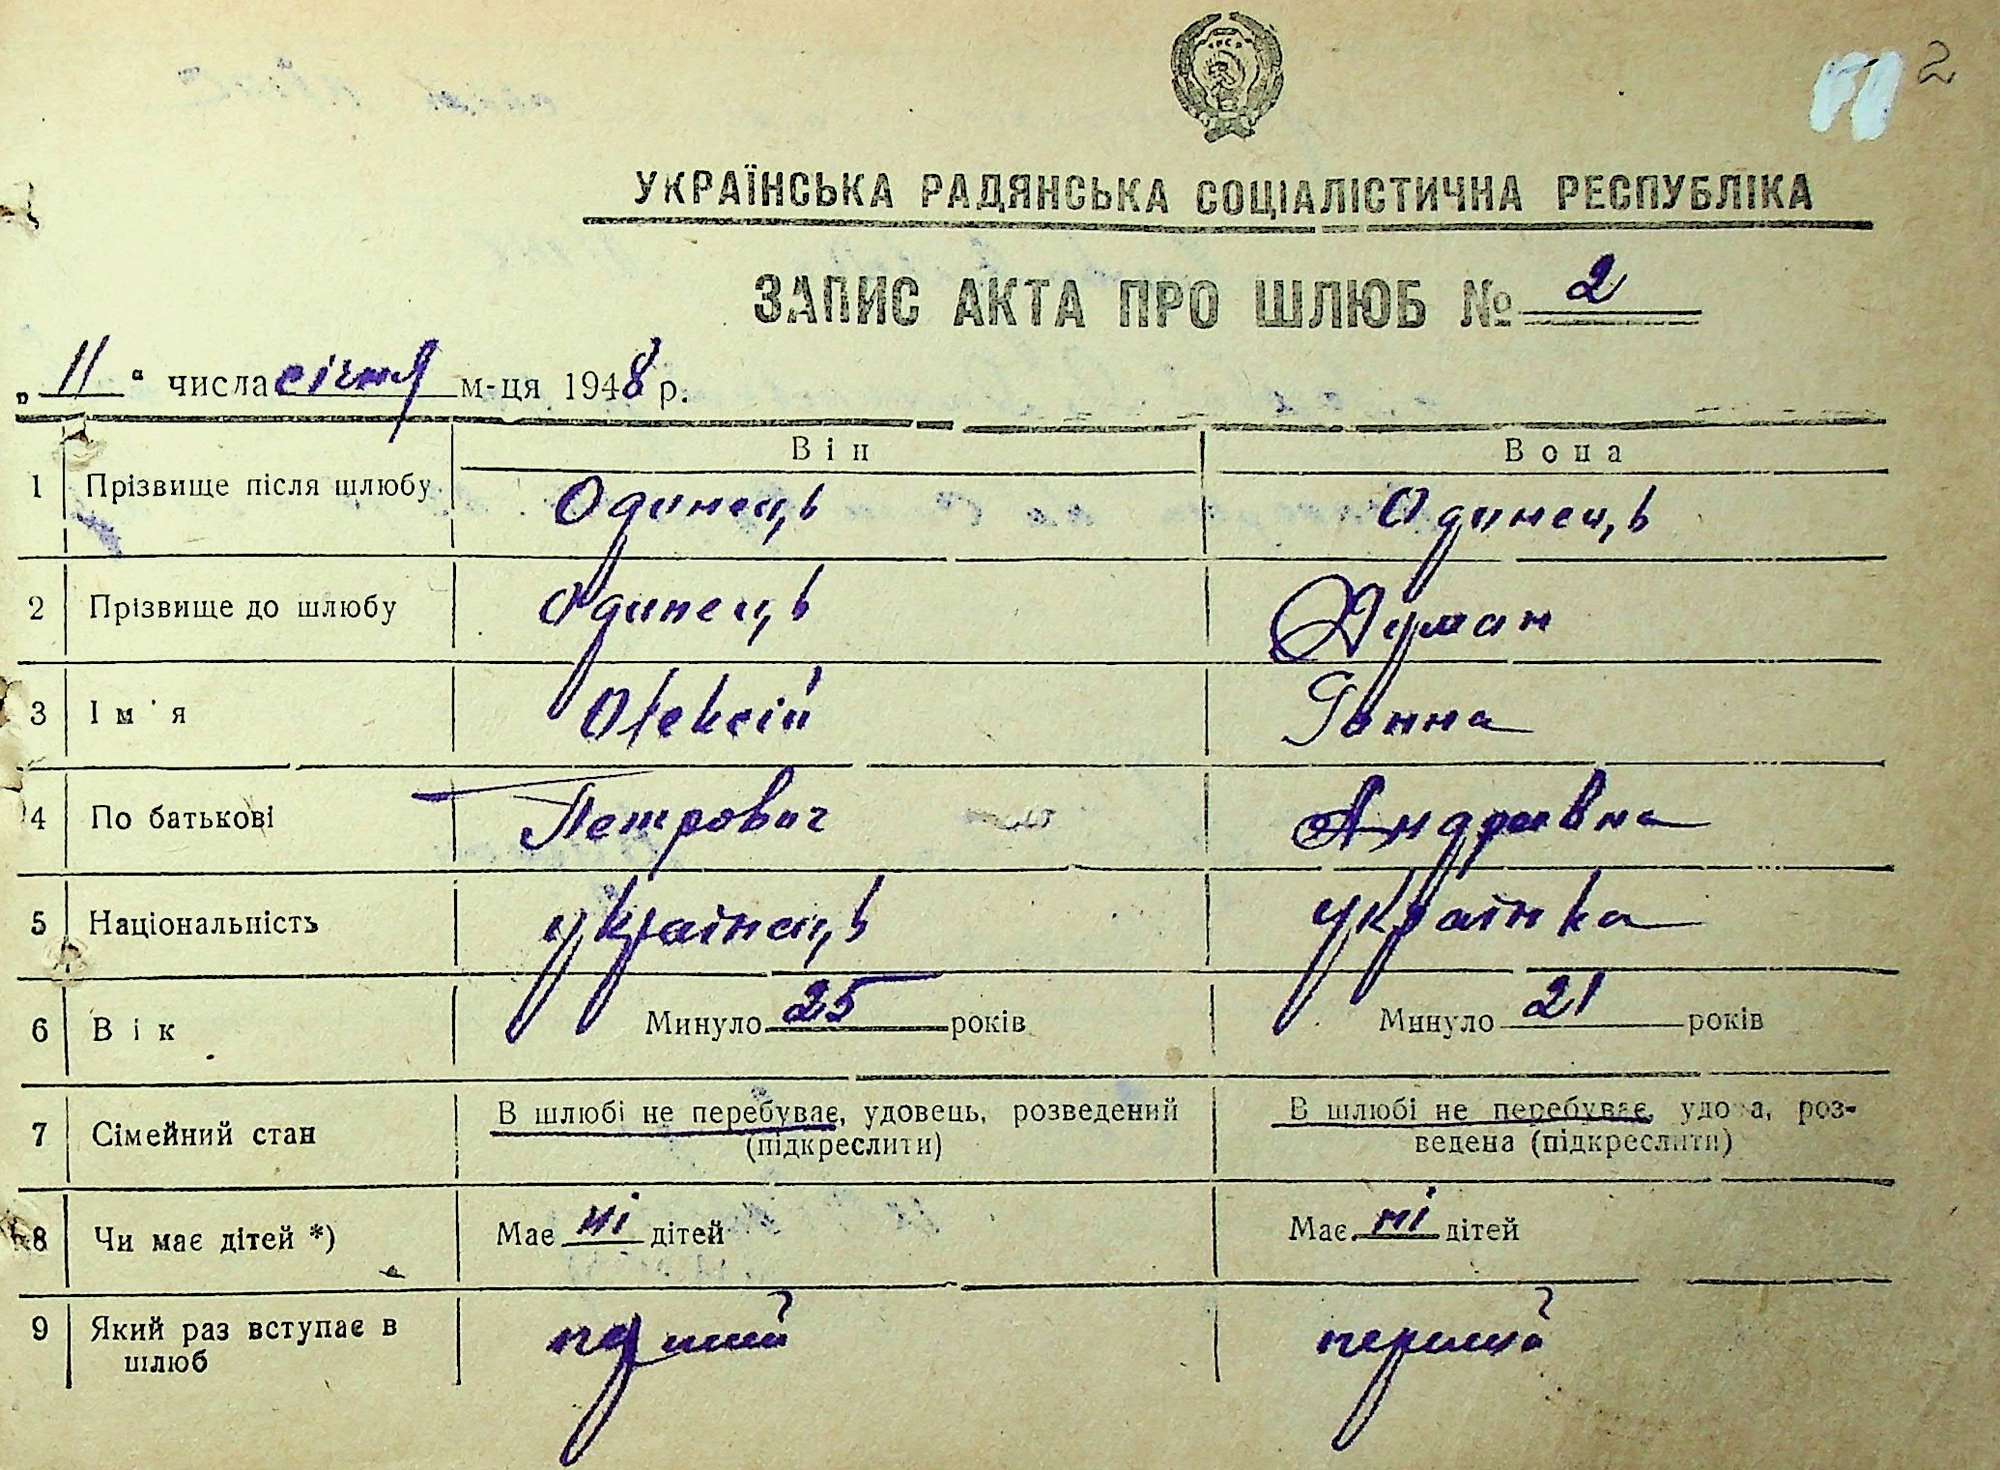 2
УКРАЇНСЬКА РАДЯНСЬКА СОЦІАЛІСТИЧНА РЕСПУБЛІКА
ЗАПИС АКТА ПРО ШЛЮБ № 2
„ 11 “ числа січня м-ця 1948 р.
Він Вона
1 Прізвище після шлюбу Одинець Одинець
2 Прізвище до шлюбу Одинець Думан
3 Ім'я Олексій Ганна
4 По батькові Петрович Андріївна
5 Національність українець українка
6 Вік Минуло 25 років Минуло 21 років
7 Сімейний стан В шлюбі не перебуває, удовець, розведений В шлюбі не перебуває, удова, роз-
(підкреслити) ведена (підкреслити)
8 Чи має дітей *) Має ні дітей Має ні дітей
9 Який раз вступає в перший перший
шлюб